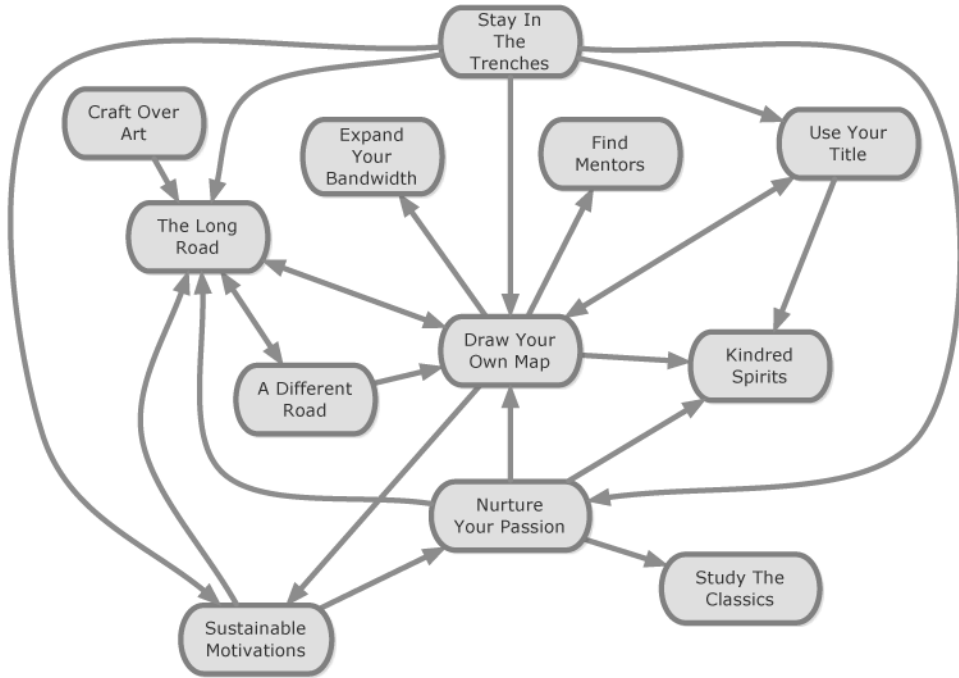 Stay In
The
Trenches
Craft Over
Art
Expand
Your
Bandwidth
Find
Mentors
Use Your
Title
The Long
Road
Draw Your
Own Map
Kindred
Spirits
A Different
Road
Nurture
Your Passion
Study The
Classics
Sustainable
Motivations